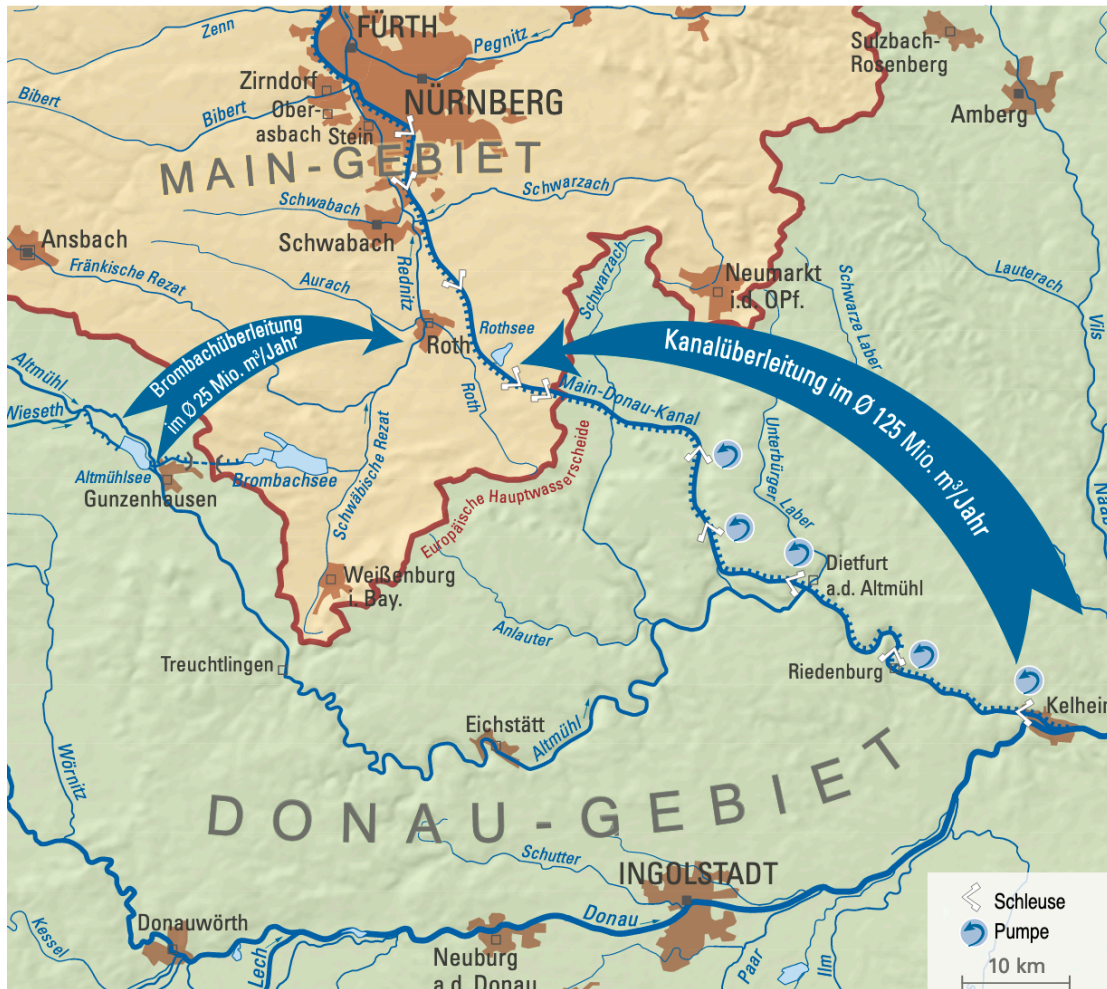 Zenn
FÜRTH
Pegnitz
Sulzbach-
Rosenberg
Zirndorf
Bibert
Bibert
NÜRNBERG
Ober-
asbach
Stein
Amberg
MAIN-GEBIET
Schwarzach
Schwabach
Schwabach
Ansbach
Fränkische Rezat
Rednitz
Aurach
Schwarzach
Neumarkt
i.d. OPf.
Schwarze Laber
Lauterach
Vils
Brombachüberleitung
im Ø 25 Mio. m³/Jahr
Roth
Rothsee
Roth
Kanalüberleitung im Ø 125 Mio. m³/Jahr
Altmühl
Wieseth
Main-Donau-Kanal
Altmühlsee
Gunzenhausen
Brombachsee
Schwäbische Rezat
Europäische Hauptwasserscheide
Unterbürger Laber
Naab
Weißenburg
i. Bay.
Dietfurt
a.d. Altmühl
Anlauter
Treuchtlingen
Riedenburg
Kelheim
Eichstätt
Altmühl
Wörnitz
DONAU-GEBIET
Schutter
INGOLSTADT
Donauwörth
Donau
Kessel
Lech
Neuburg
a.d. Donau
Paar
Ilm
Schleuse
Pumpe
10 km